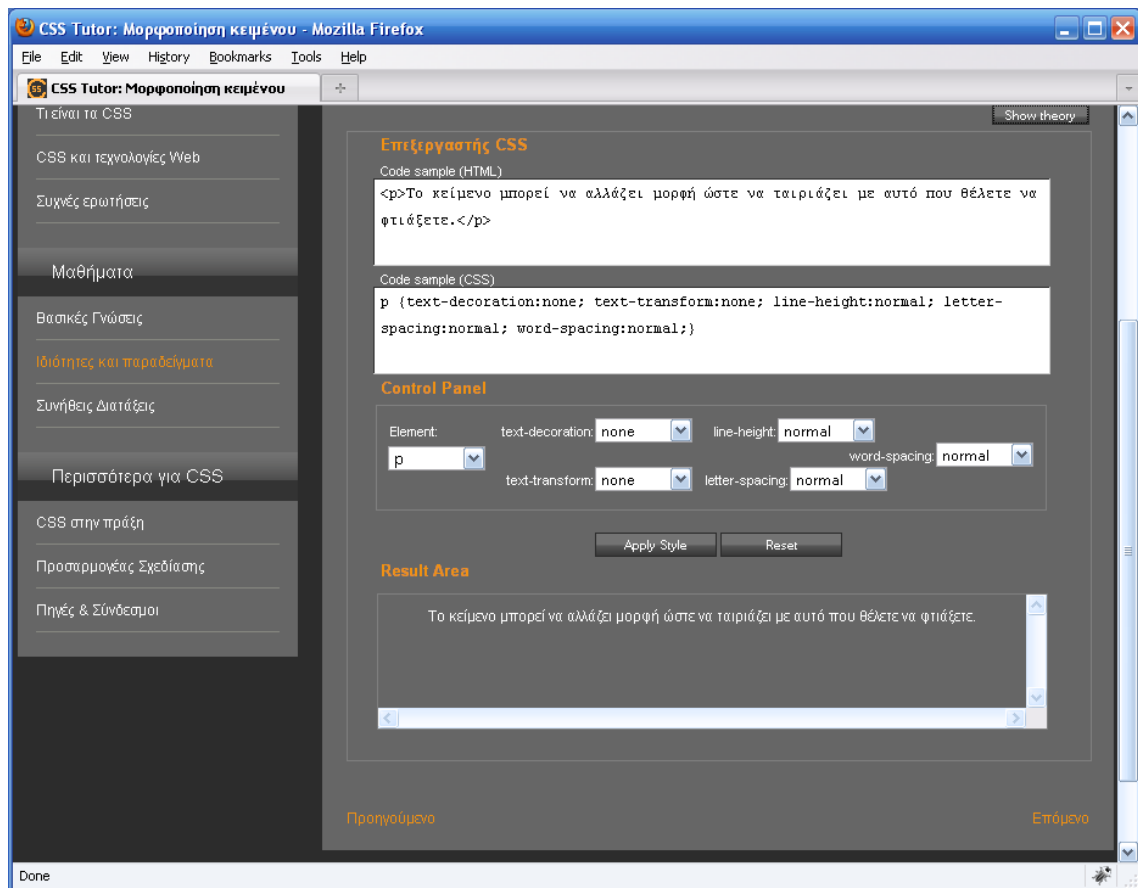 CSS Tutor: Μορφοποίηση κειμένου - Mozilla Firefox
File Edit View History Bookmarks Tools Help
CSS Tutor: Μορφοποίηση κειμένου
Τι είναι τα CSS
CSS και τεχνολογίες Web
Συχνές ερωτήσεις
Μαθήματα
Βασικές Γνώσεις
Ιδιότητες και παραδείγματα
Συνήθεις Διατάξεις
Περισσότερα για CSS
CSS στην πράξη
Προσαρμογέας Σχεδίασης
Πηγές & Σύνδεσμοι
Show theory
Επεξεργαστής CSS
Code sample (HTML)
<p>Το κείμενο μπορεί να αλλάζει μορφή ώστε να ταιριάζει με αυτό που θέλετε να
φτιάξετε.</p>
Code sample (CSS)
p {text-decoration:none; text-transform:none; line-height:normal; letter-
spacing:normal; word-spacing:normal;}
Control Panel
Element: text-decoration: none line-height: normal
p word-spacing: normal
text-transform: none letter-spacing: normal
Apply Style Reset
Result Area
Το κείμενο μπορεί να αλλάζει μορφή ώστε να ταιριάζει με αυτό που θέλετε να φτιάξετε.
Προηγούμενο Επόμενο
Done